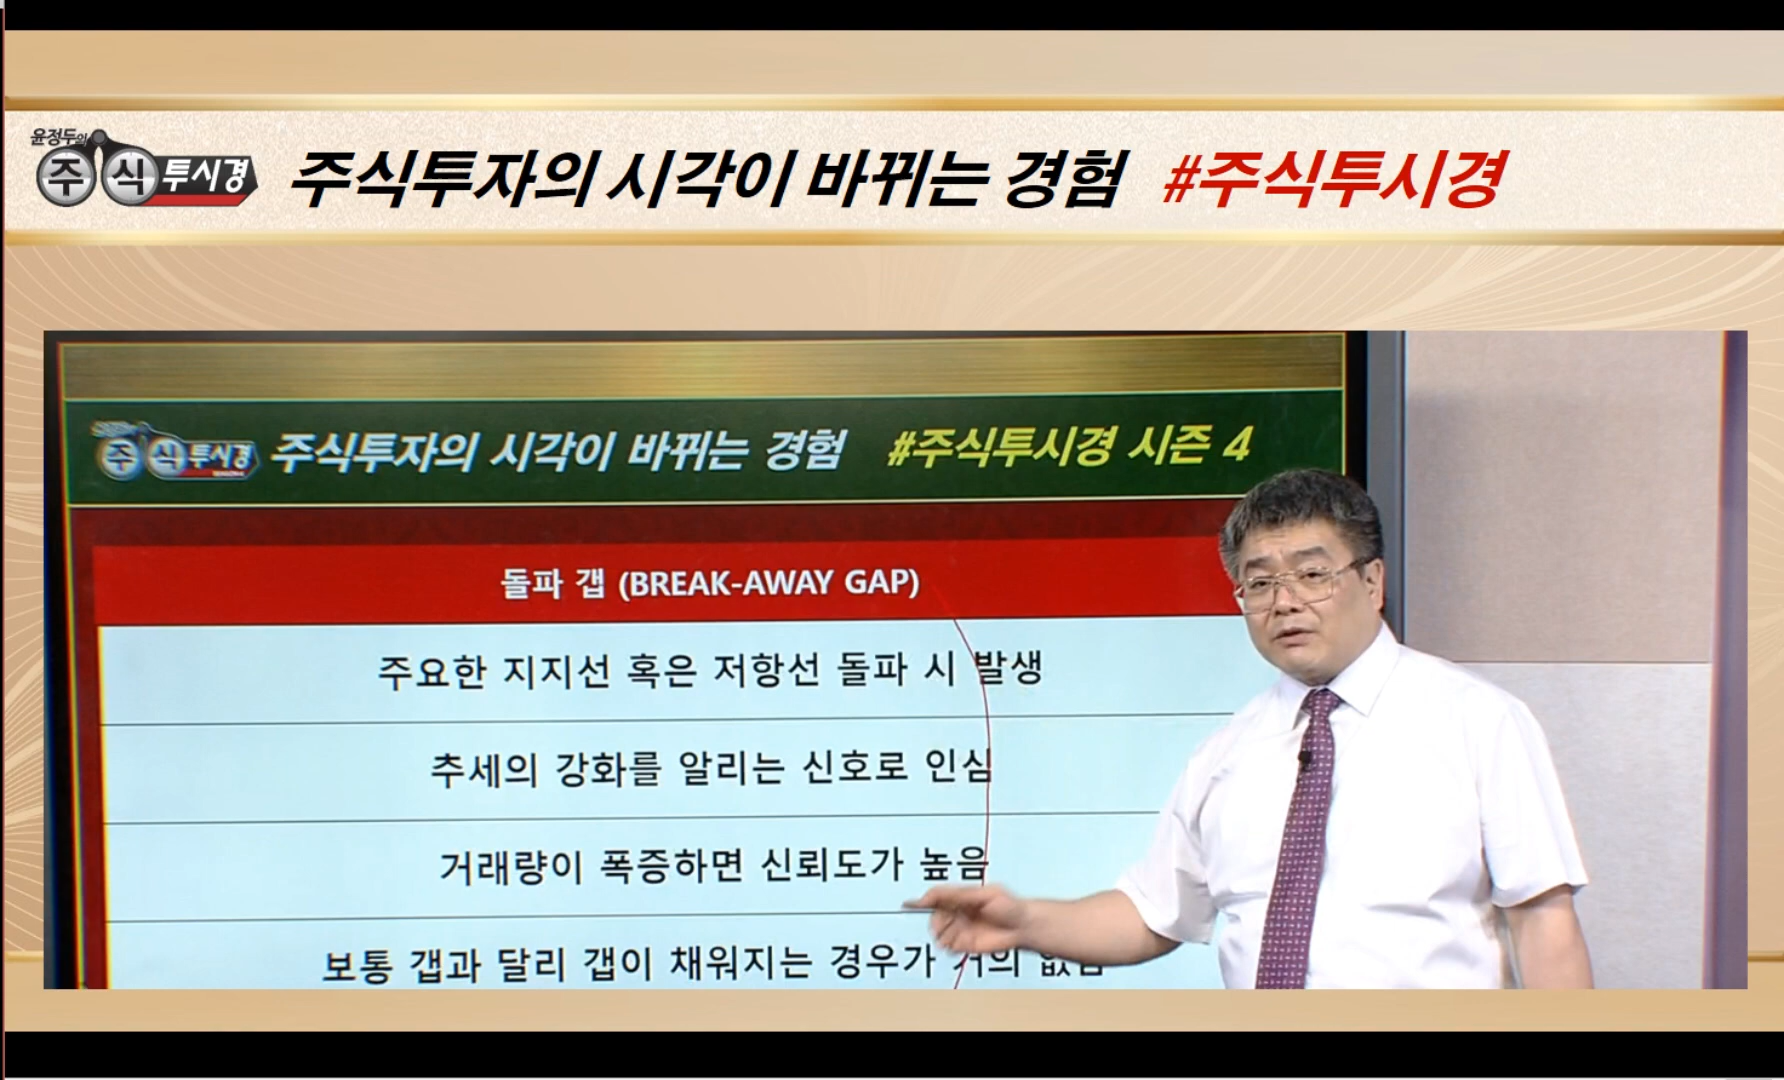 윤정두의
주식투시경 주식투자의 시각이 바뀌는 경험 #주식투시경
주식투시경 주식투자의 시각이 바뀌는 경험 #주식투시경 시즌 4
돌파 갭 (BREAK-AWAY GAP)
주요한 지지선 혹은 저항선 돌파 시 발생
추세의 강화를 알리는 신호로 인심
거래량이 폭증하면 신뢰도가 높음
보통 갭과 달리 갭이 채워지는 경우가 거의 없음